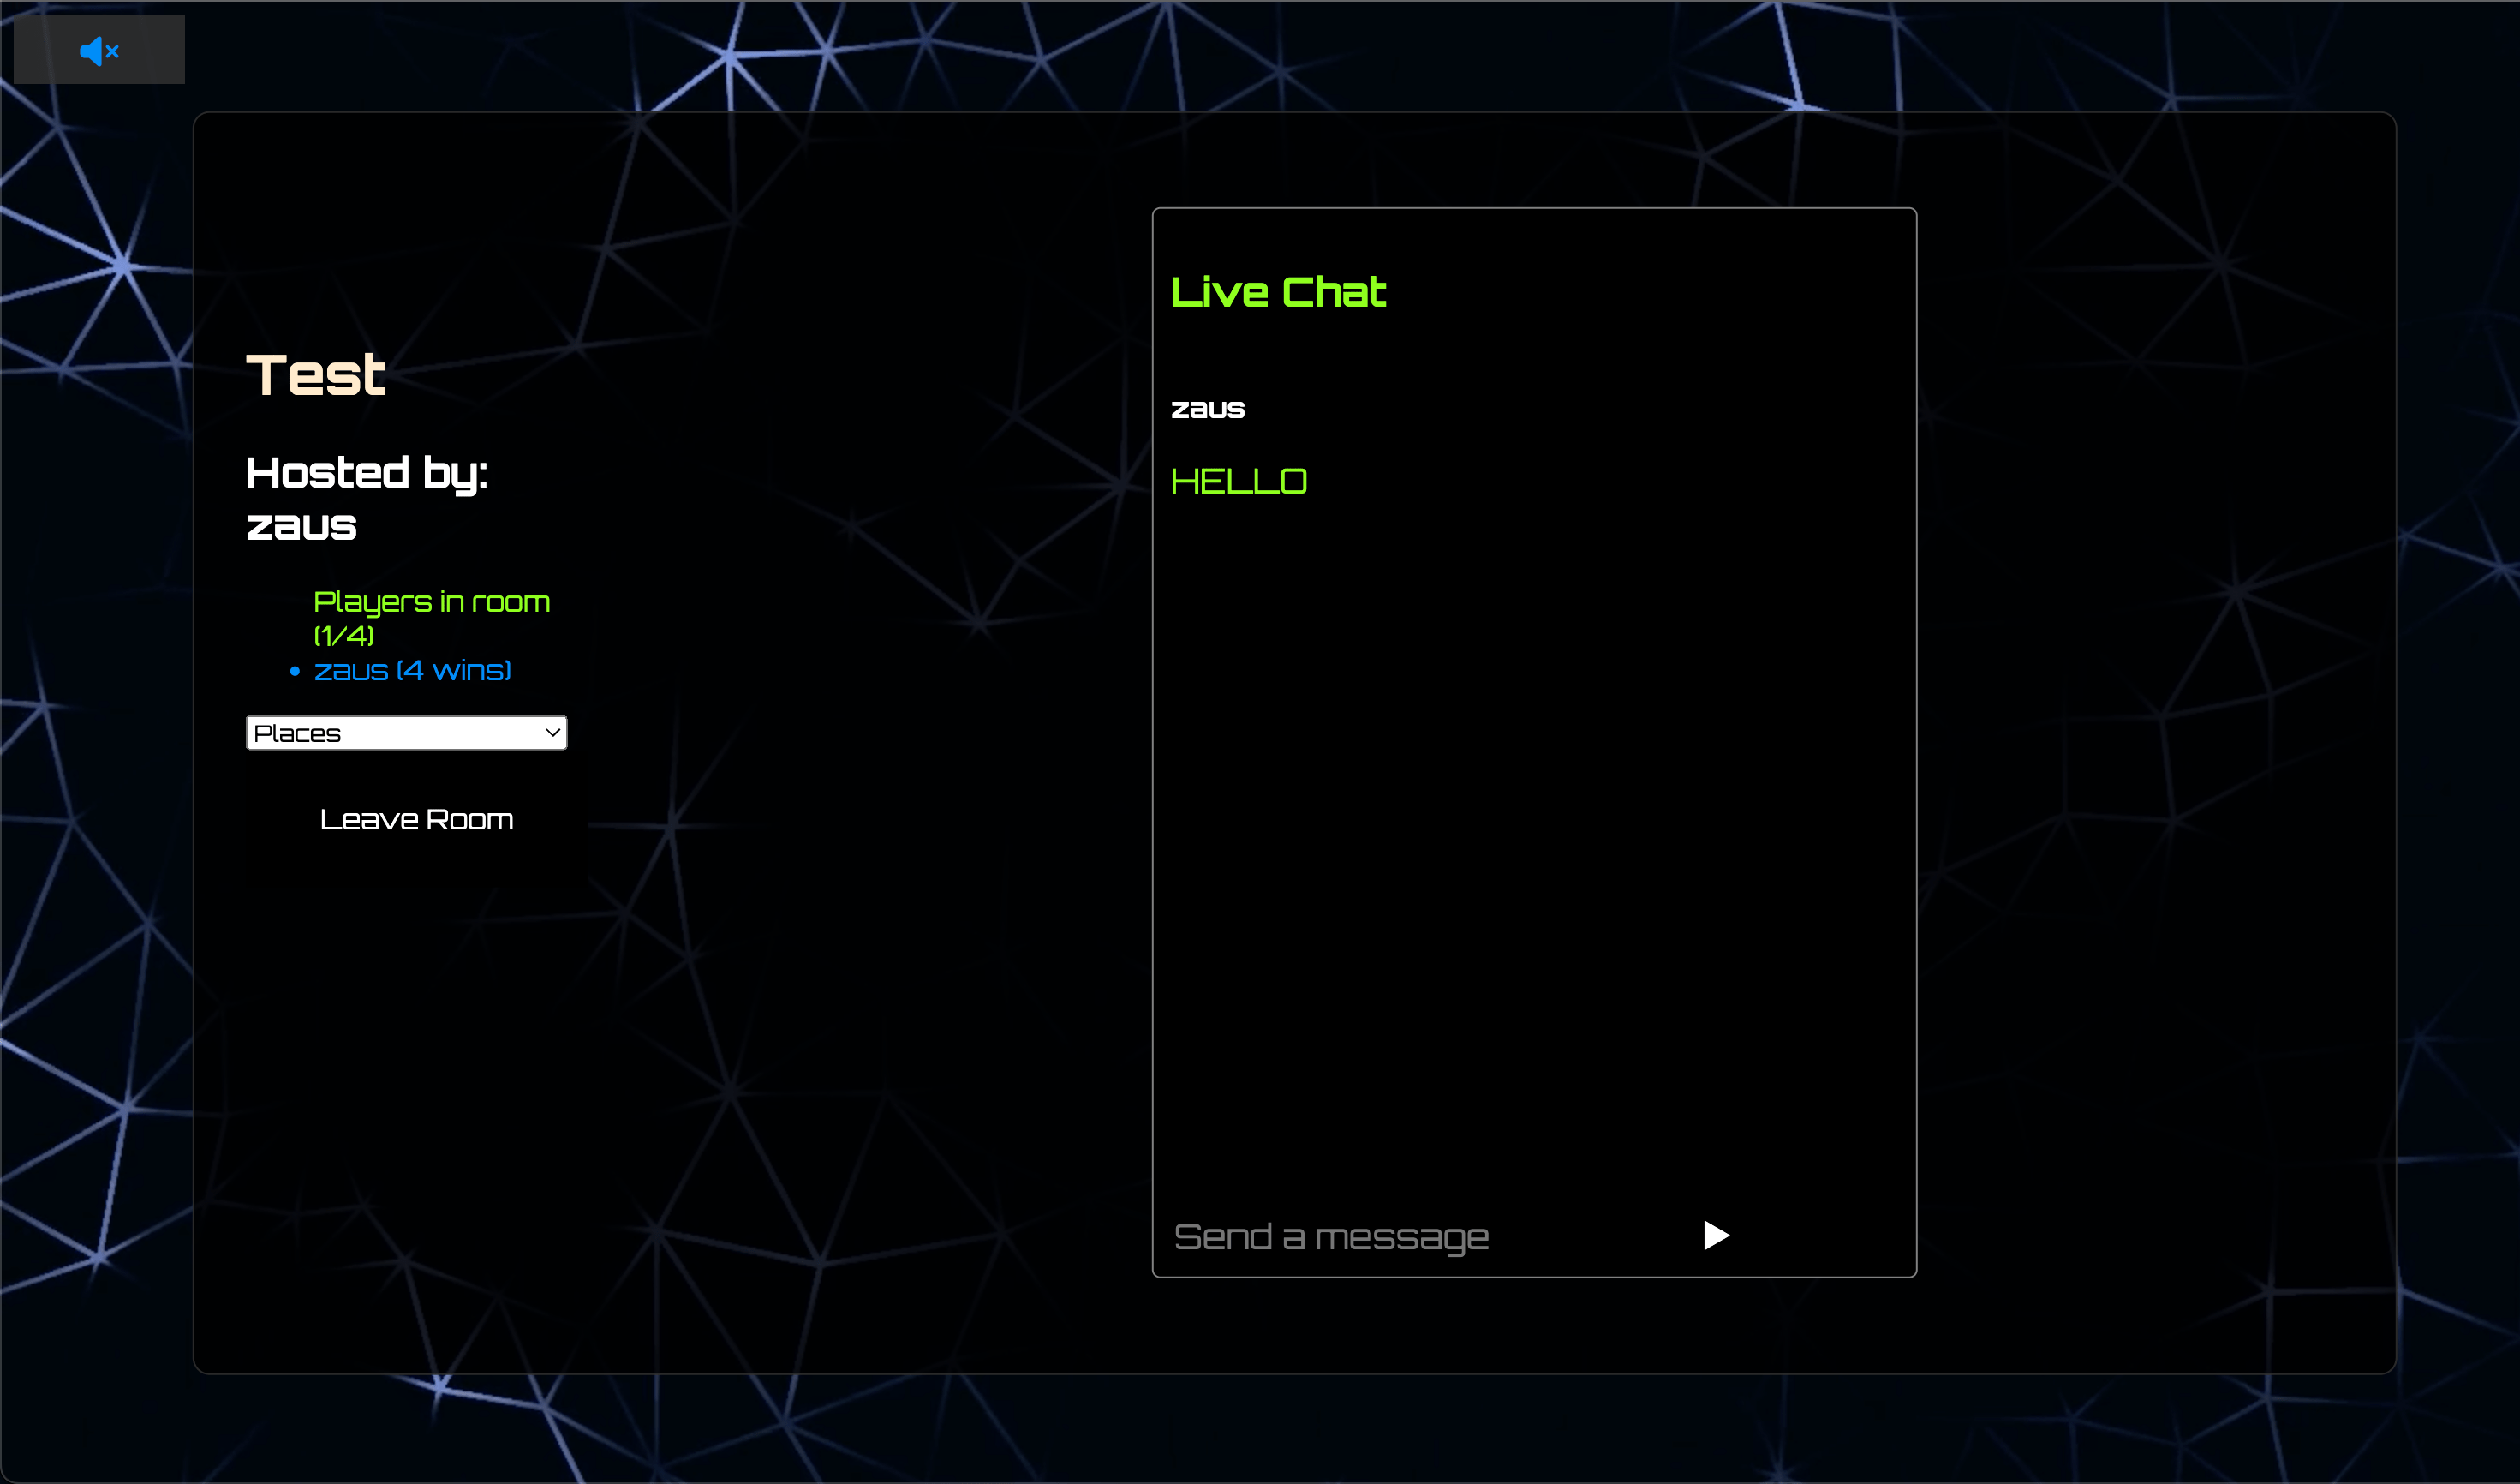 Test
Hosted by:
zaus
Players in room
(1/4)
zaus (4 wins)
Places
Leave Room
Live Chat
zaus
HELLO
Send a message